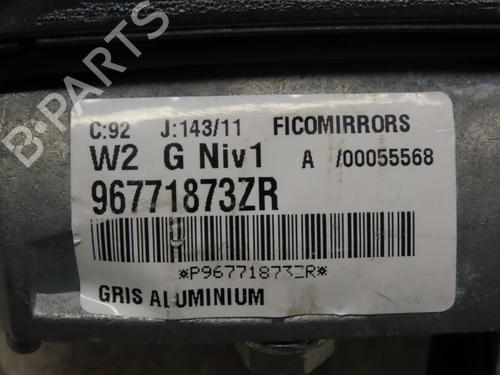 B-PARTS
C:92 J:143/11 FICOMIRRORS
W2 G Niv1 A /00055568
96771873ZR
*P96771873ZR*
GRIS ALUMINIUM